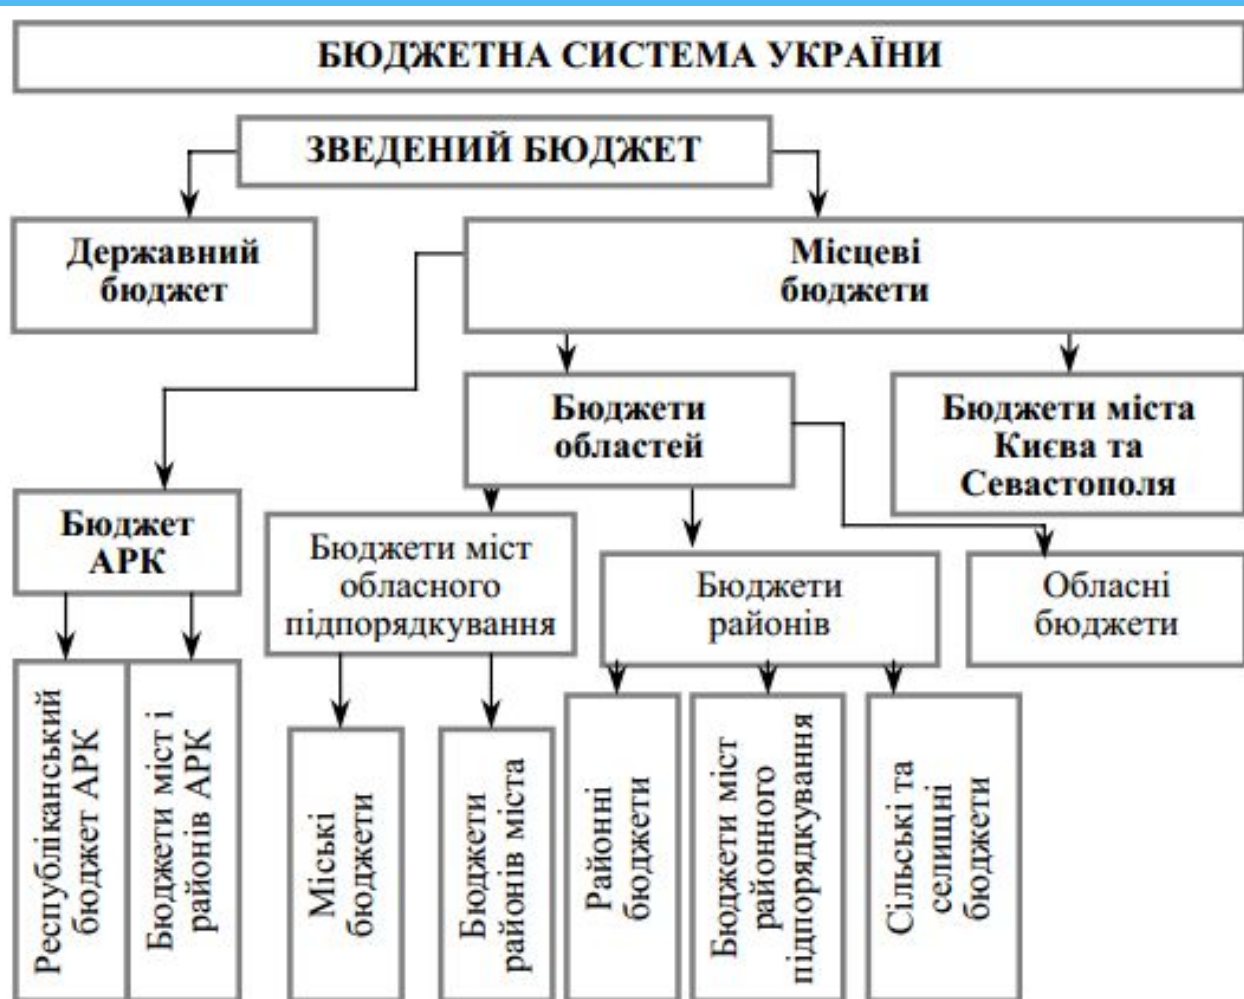 БЮДЖЕТНА СИСТЕМА УКРАЇНИ
ЗВЕДЕНИЙ БЮДЖЕТ
Державний
бюджет
Місцеві
бюджети
Бюджети
областей
Бюджети міста
Києва та
Севастополя
Бюджет
АРК
Бюджети міст
обласного
підпорядкування
Бюджети
районів
Обласні
бюджети
Республіканський
бюджет АРК
Бюджети міст і
районів АРК
Міські
бюджети
Бюджети
районів міста
Районні
бюджети
Бюджети міст
районного
підпорядкування
Сільські та
селищні
бюджети